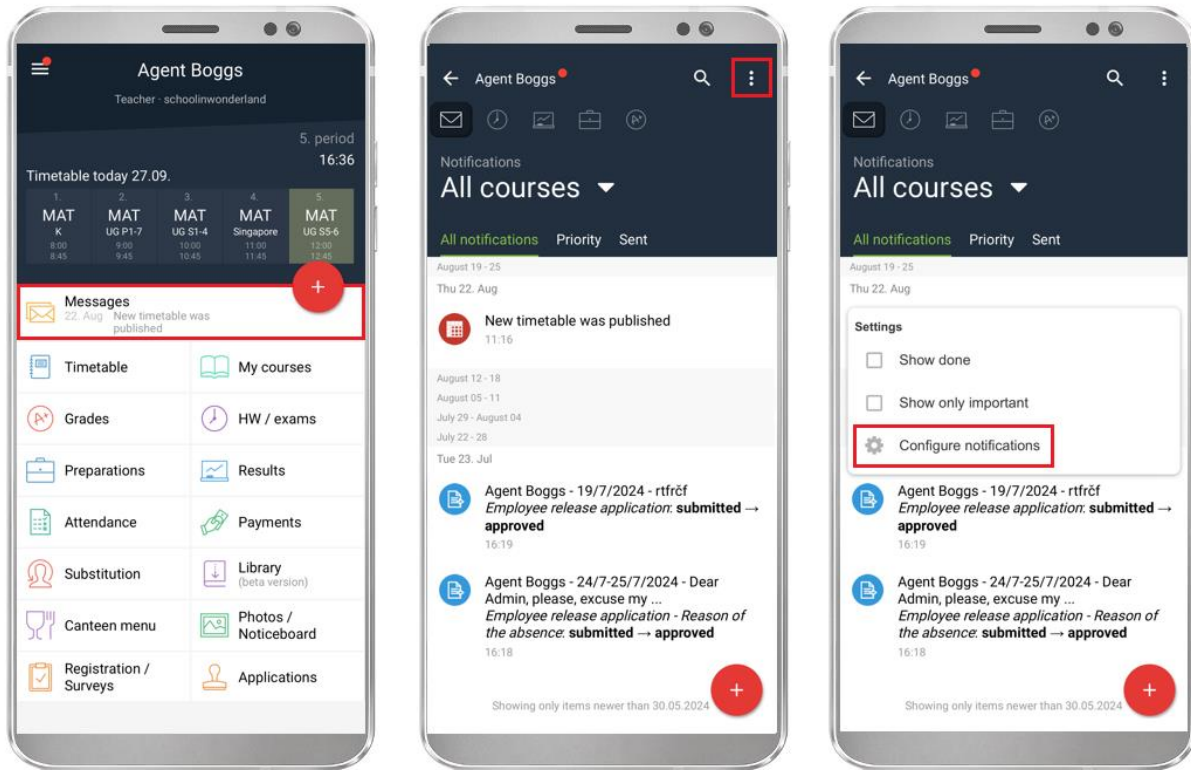 Agent Boggs
Teacher · schoolinwonderland
5. period
16:36
Timetable today 27.09.
1. 2. 3. 4. 5.
MAT MAT MAT MAT MAT
K UG P1-7 UG S1-4 Singapore UG S5-6
8:00 9:00 10:00 11:00 12:00
8:45 9:45 10:45 11:45 12:45
+
Messages
22. Aug New timetable was
published
Timetable My courses
Grades HW / exams
Preparations Results
Attendance Payments
Substitution Library
(beta version)
Canteen menu Photos /
Noticeboard
Registration /
Surveys Applications
Agent Boggs
Notifications
All courses
All notifications Priority Sent
August 19 - 25
Thu 22. Aug
New timetable was published
11:16
August 12 - 18
August 05 - 11
July 29 - August 04
July 22 - 28
Tue 23. Jul
Agent Boggs - 19/7/2024 - rtfrčf
Employee release application: submitted →
approved
16:19
Agent Boggs - 24/7-25/7/2024 - Dear
Admin, please, excuse my ...
Employee release application - Reason of
the absence: submitted → approved
16:18
+
Showing only items newer than 30.05.2024
Agent Boggs
Notifications
All courses
All notifications Priority Sent
August 19 - 25
Thu 22. Aug
Settings
Show done
Show only important
Configure notifications
Agent Boggs - 19/7/2024 - rtfrčf
Employee release application: submitted →
approved
16:19
Agent Boggs - 24/7-25/7/2024 - Dear
Admin, please, excuse my ...
Employee release application - Reason of
the absence: submitted → approved
16:18
+
Showing only items newer than 30.05.2024